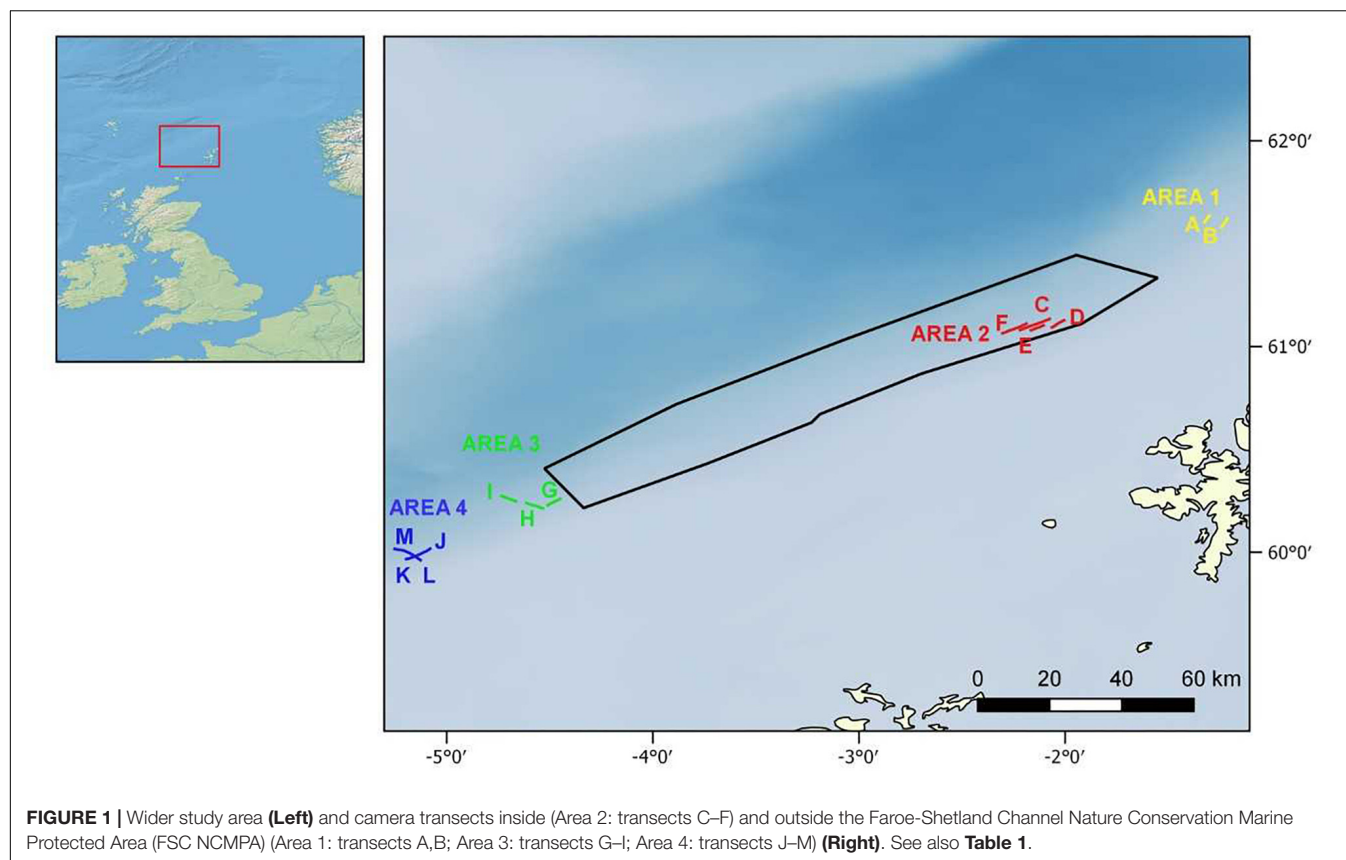 AREA 1
A
B
C
F
D
AREA 2
E
AREA 3
I
G
H
AREA 4
M
J
K
L
62°0′
61°0′
60°0′
0 20 40 60 km
-5°0′ -4°0′ -3°0′ -2°0′
FIGURE 1 | Wider study area (Left) and camera transects inside (Area 2: transects C–F) and outside the Faroe-Shetland Channel Nature Conservation Marine
Protected Area (FSC NCMPA) (Area 1: transects A,B; Area 3: transects G–I; Area 4: transects J–M) (Right). See also Table 1.